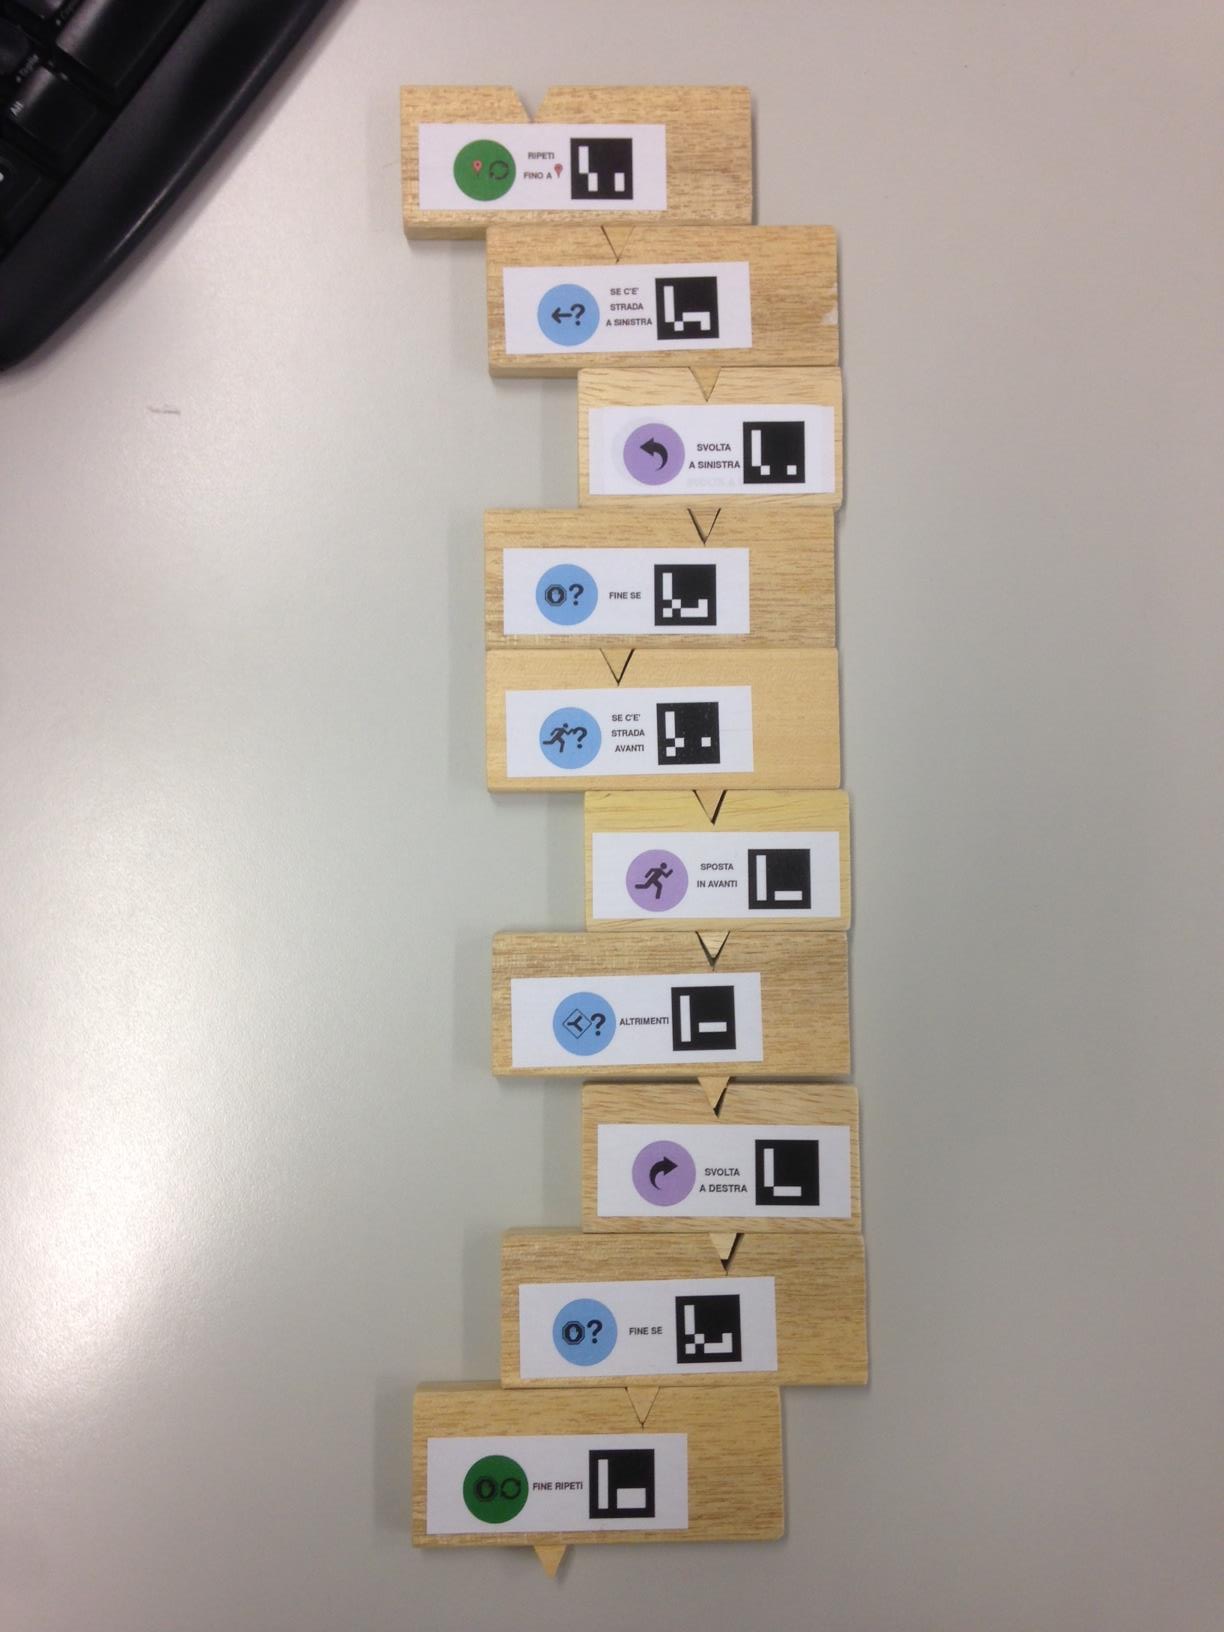 RIPETI
FINO A
SE C'E'
STRADA
A SINISTRA
SVOLTA
A SINISTRA
FINE SE
SE C'E'
STRADA
AVANTI
SPOSTA
IN AVANTI
ALTRIMENTI
SVOLTA
A DESTRA
FINE SE
FINE RIPETI